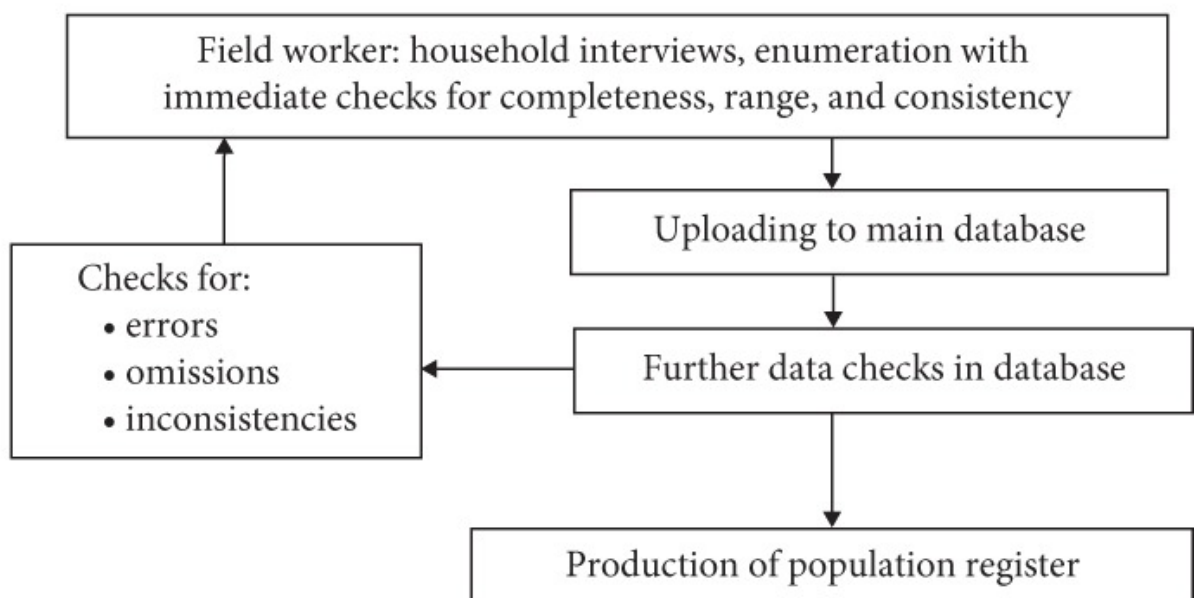 Field worker: household interviews, enumeration with
immediate checks for completeness, range, and consistency
Uploading to main database
Checks for:
• errors
• omissions
• inconsistencies
Further data checks in database
Production of population register